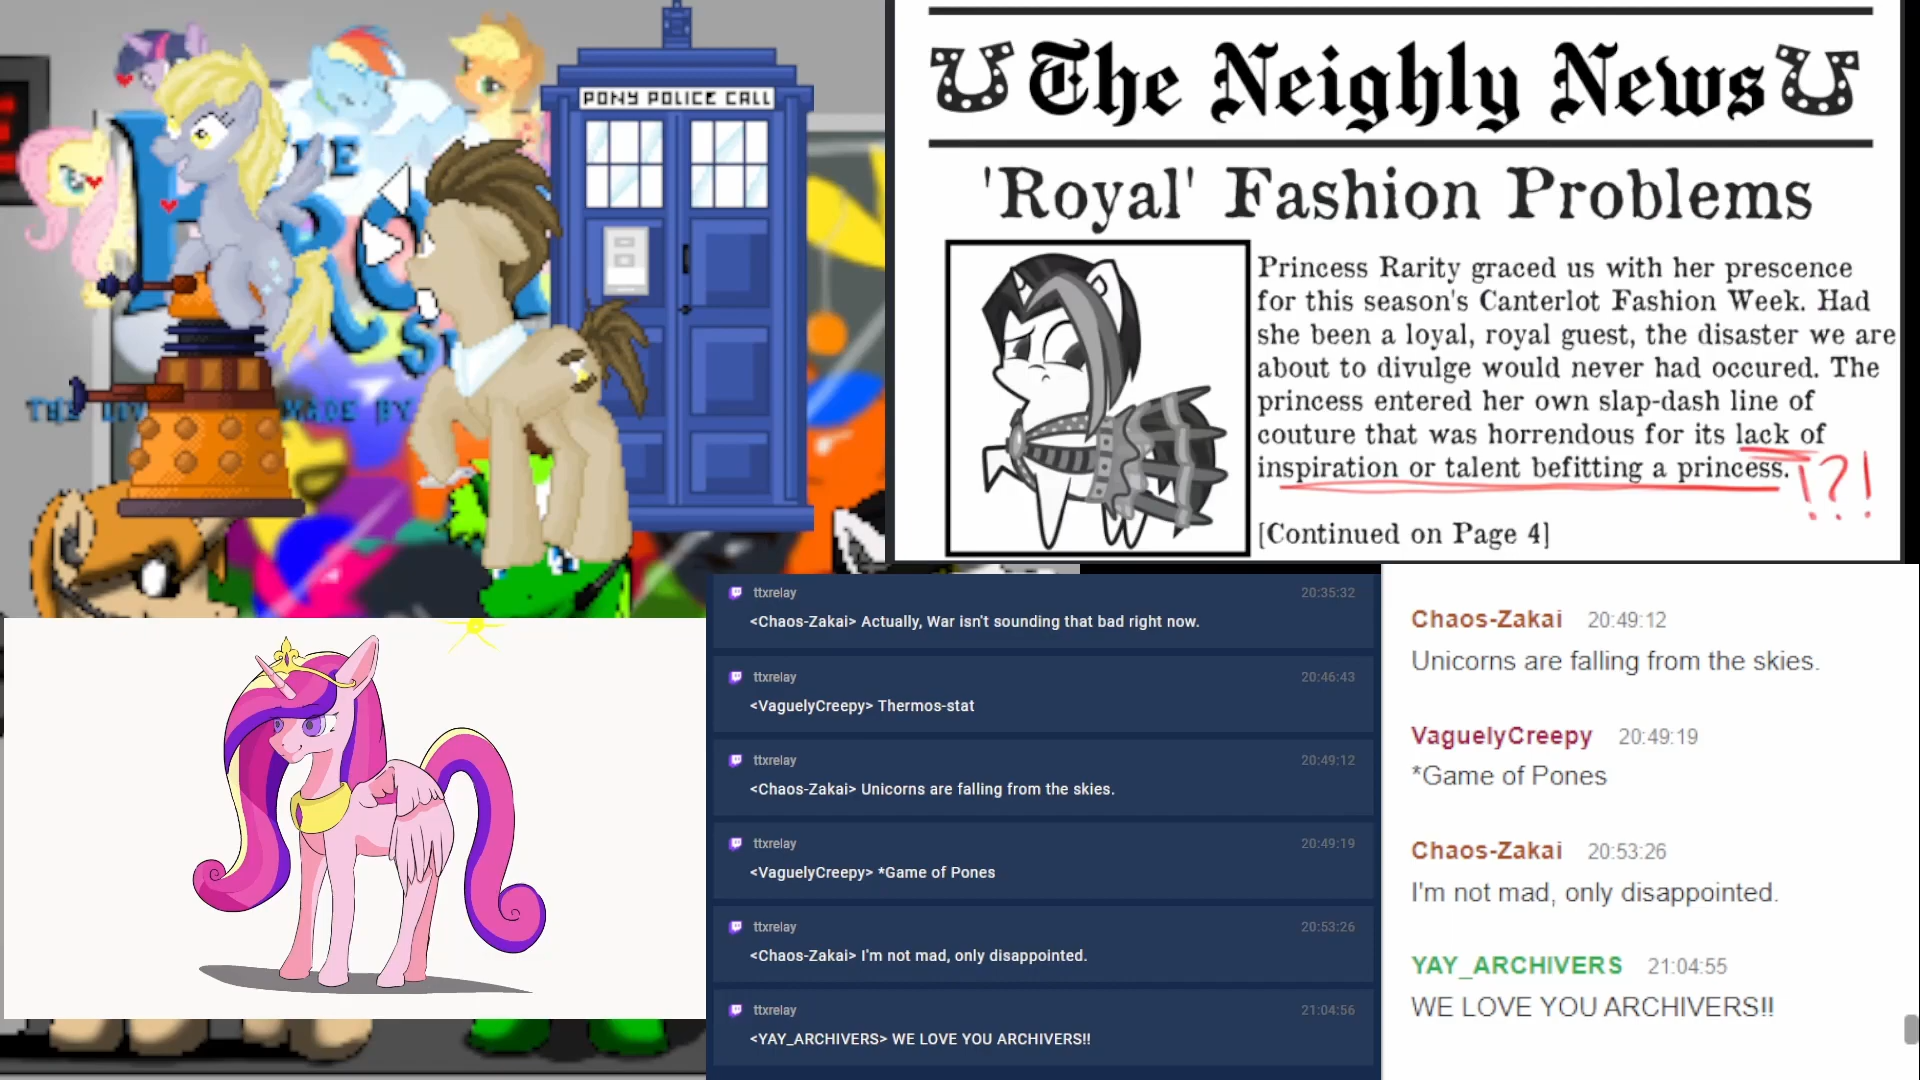 PONY POLICE CALL
MADE BY
The Neighly News
'Royal' Fashion Problems
Princess Rarity graced us with her prescence
for this season's Canterlot Fashion Week. Had
she been a loyal, royal guest, the disaster we are
about to divulge would never had occured. The
princess entered her own slap-dash line of
couture that was horrendous for its lack of
inspiration or talent befitting a princess.
!?!
[Continued on Page 4]
ttxrelay 20:35:32
<Chaos-Zakai> Actually, War isn't sounding that bad right now.
ttxrelay 20:46:43
<VaguelyCreepy> Thermos-stat
ttxrelay 20:49:12
<Chaos-Zakai> Unicorns are falling from the skies.
ttxrelay 20:49:19
<VaguelyCreepy> *Game of Pones
ttxrelay 20:53:26
<Chaos-Zakai> I'm not mad, only disappointed.
ttxrelay 21:04:56
<YAY_ARCHIVERS> WE LOVE YOU ARCHIVERS!!
Chaos-Zakai 20:49:12
Unicorns are falling from the skies.
VaguelyCreepy 20:49:19
*Game of Pones
Chaos-Zakai 20:53:26
I'm not mad, only disappointed.
YAY_ARCHIVERS 21:04:55
WE LOVE YOU ARCHIVERS!!